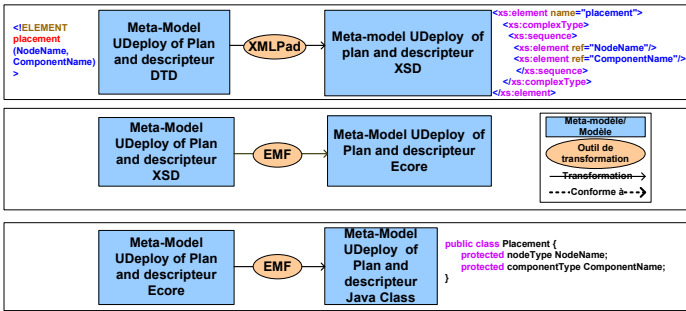 <!ELEMENT
placement
(NodeName,
ComponentName)
>
Meta-Model
UDeploy of Plan
and descripteur
DTD
XMLPad
Meta-model UDeploy of
plan and descripteur
XSD
<xs:element name="placement">
<xs:complexType>
<xs:sequence>
<xs:element ref="NodeName"/>
<xs:element ref="ComponentName"/>
</xs:sequence>
</xs:complexType>
</xs:element>
Meta-Model
UDeploy of Plan
and descripteur
XSD
EMF
Meta-Model UDeploy of
Plan and descripteur
Ecore
Meta-modèle/
Modèle
Outil de
transformation
Transformation
Conforme à
Meta-Model
UDeploy of Plan
and descripteur
Ecore
EMF
Meta-Model
UDeploy of
Plan and
descripteur
Java Class
public class Placement {
protected nodeType NodeName;
protected componentType ComponentName;
}